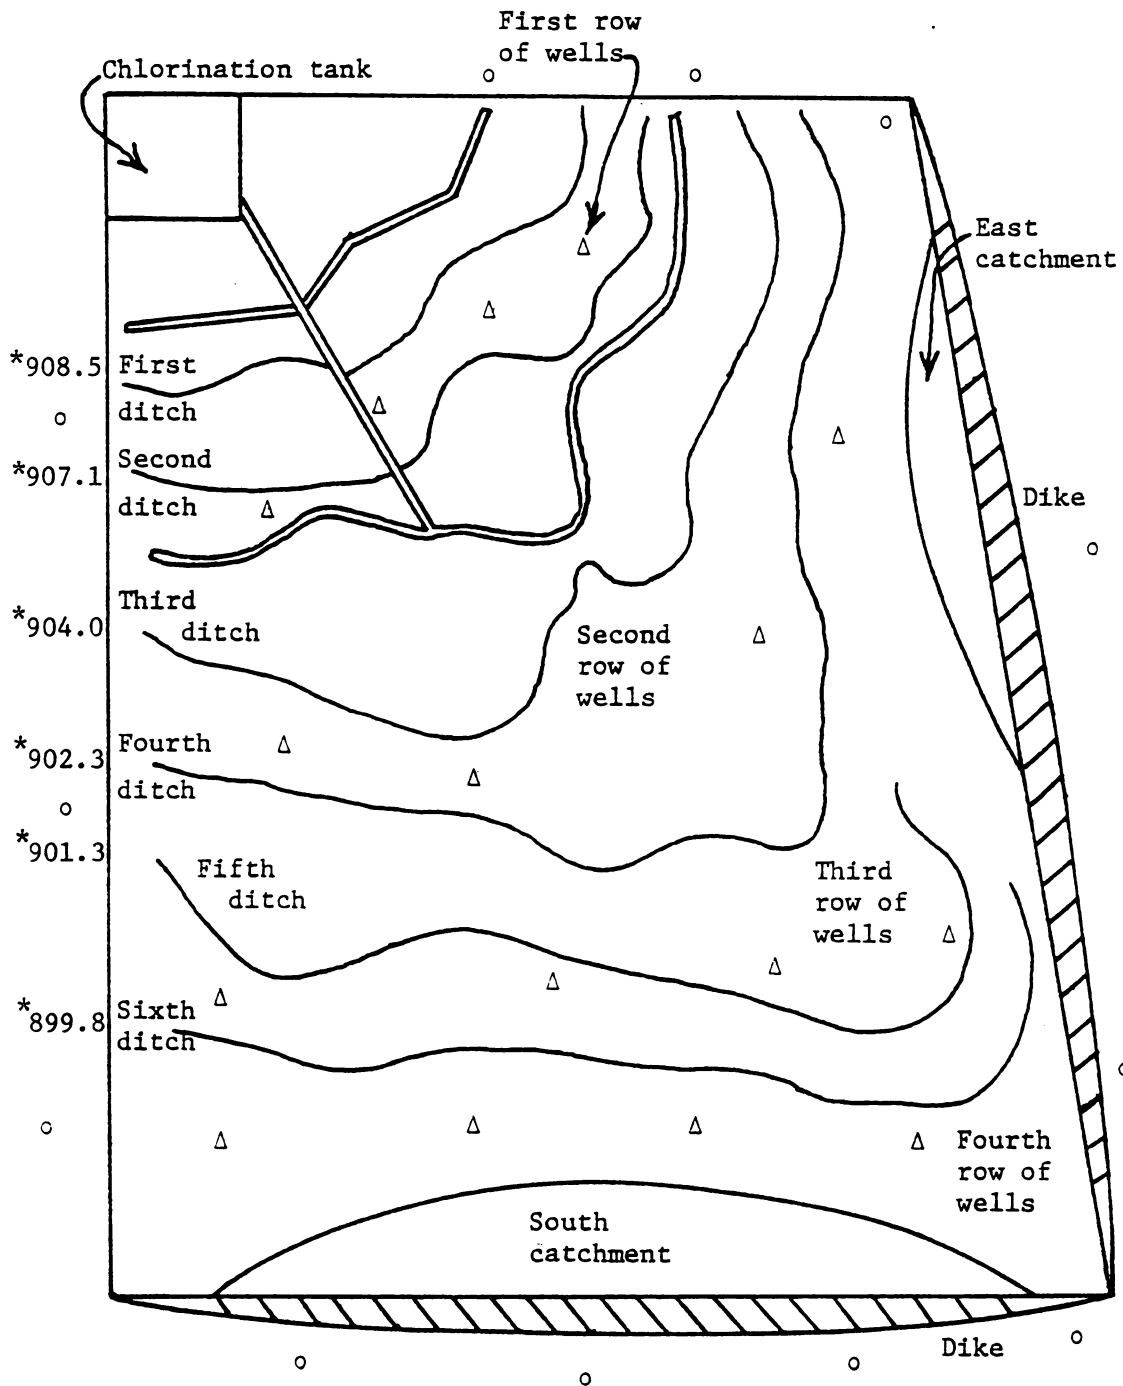 First row
of wells
Chlorination tank
East
catchment
*908.5
First
ditch
*907.1
Second
ditch
Dike
*904.0
Third
ditch
Second
row of
wells
*902.3
Fourth
ditch
*901.3
Fifth
ditch
Third
row of
wells
*899.8
Sixth
ditch
Fourth
row of
wells
South
catchment
Dike